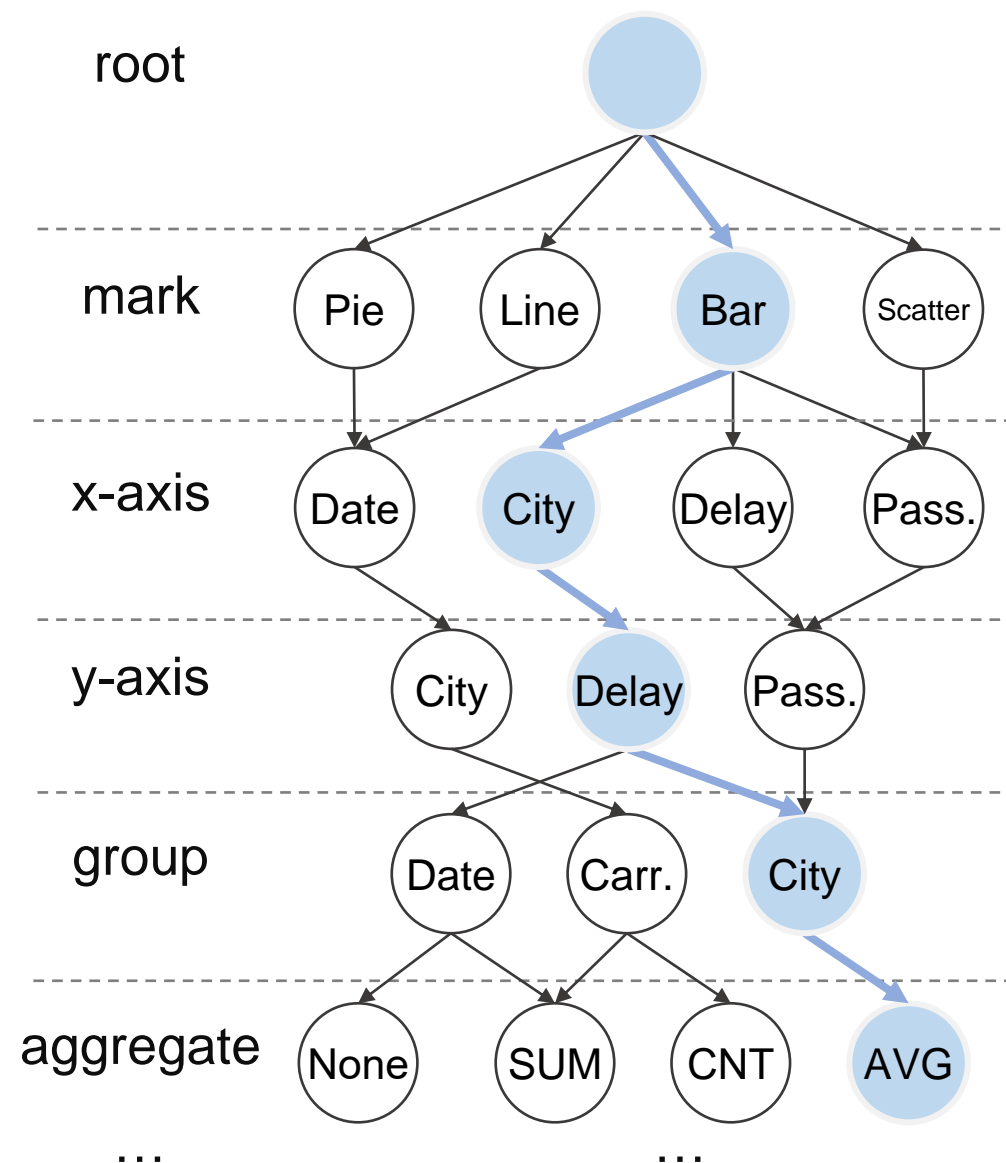 root
mark
Pie
Line
Bar
Scatter
x-axis
Date
City
Delay
Pass.
y-axis
City
Delay
Pass.
group
Date
Carr.
City
aggregate
None
SUM
CNT
AVG
... ...